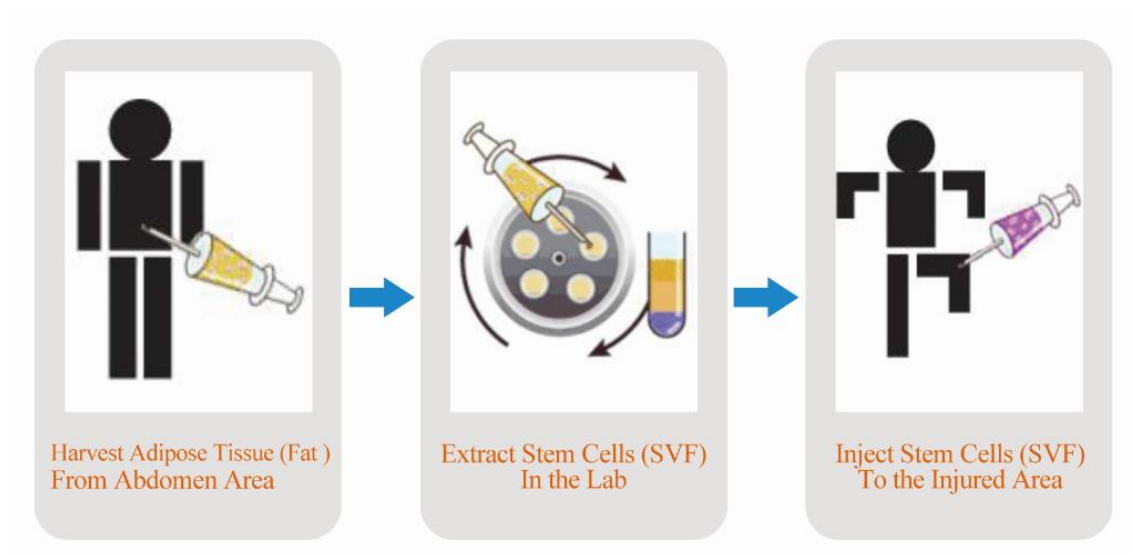 Harvest Adipose Tissue (Fat )
From Abdomen Area
Extract Stem Cells (SVF)
In the Lab
Inject Stem Cells (SVF)
To the Injured Area